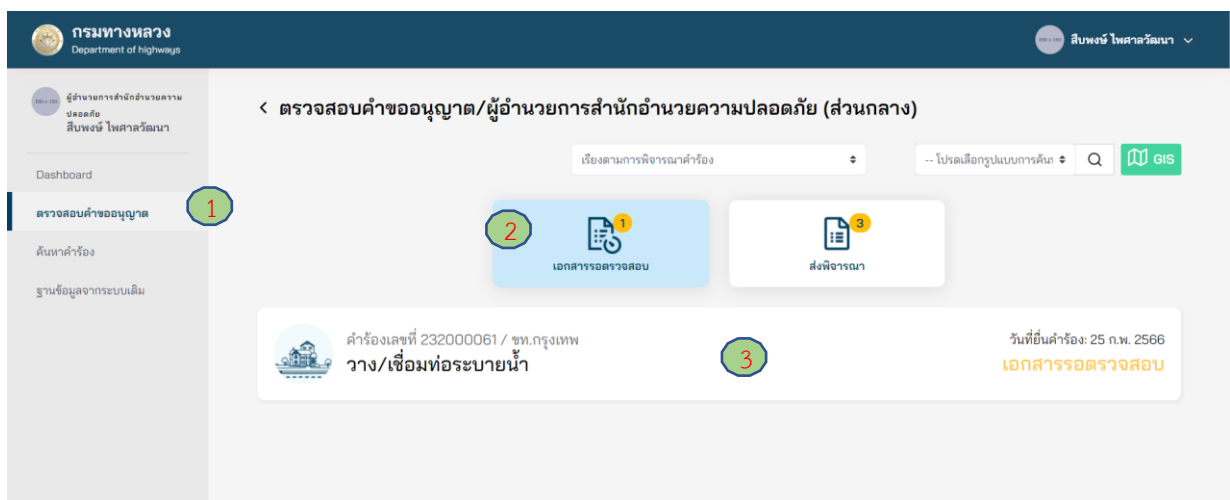 กรมทางหลวง
Department of highways
สืบพงษ์ ไพศาลวัฒนา
ผู้อำนวยการสำนักอำนวยความ
ปลอดภัย
สืบพงษ์ ไพศาลวัฒนา
Dashboard
ตรวจสอบคำขออนุญาต
1
ค้นหาคำร้อง
ฐานข้อมูลจากระบบเดิม
ตรวจสอบคำขออนุญาต/ผู้อำนวยการสำนักอำนวยความปลอดภัย (ส่วนกลาง)
เรียงตามการพิจารณาคำร้อง
-- โปรดเลือกรูปแบบการค้นหา
GIS
2
1
เอกสารรอตรวจสอบ
3
ส่งพิจารณา
คำร้องเลขที่ 232000061 / ขท.กรุงเทพ
วาง/เชื่อมท่อระบายน้ำ
3
วันที่ยื่นคำร้อง: 25 ก.พ. 2566
เอกสารรอตรวจสอบ